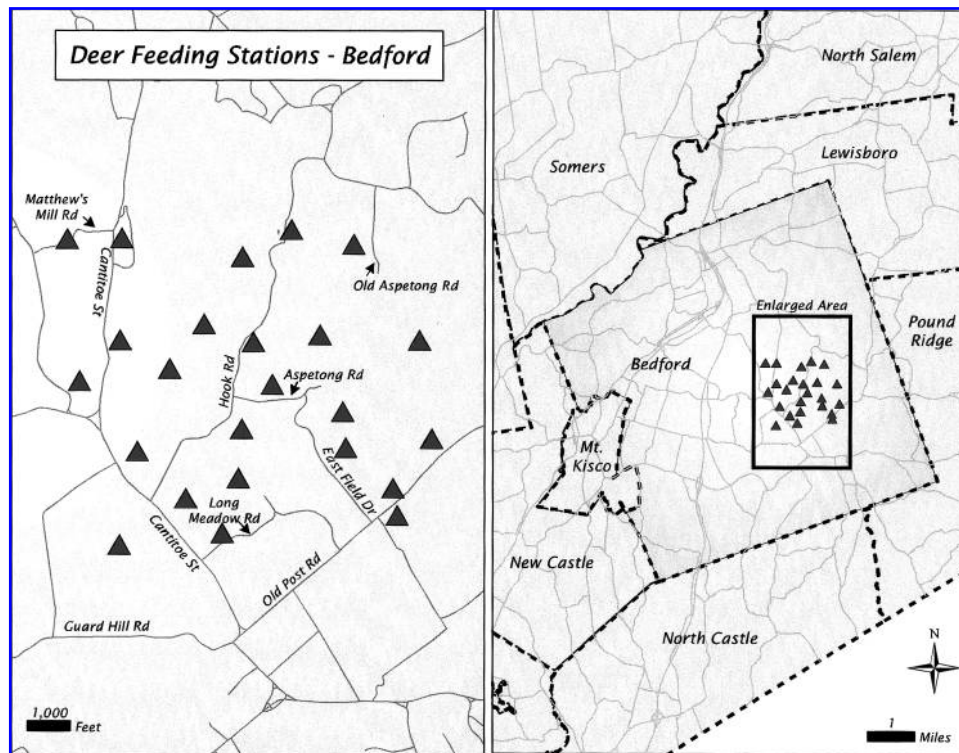 Deer Feeding Stations - Bedford
Matthew's
Mill Rd
Cantitoe St
Old Aspetong Rd
Hook Rd
Aspetong Rd
East Field Dr
Long
Meadow Rd
Cantitoe St
Old Post Rd
Guard Hill Rd
1,000
Feet
North Salem
Somers
Lewisboro
Enlarged Area
Pound
Ridge
Bedford
Mt.
Kisco
New Castle
North Castle
N
1
Miles